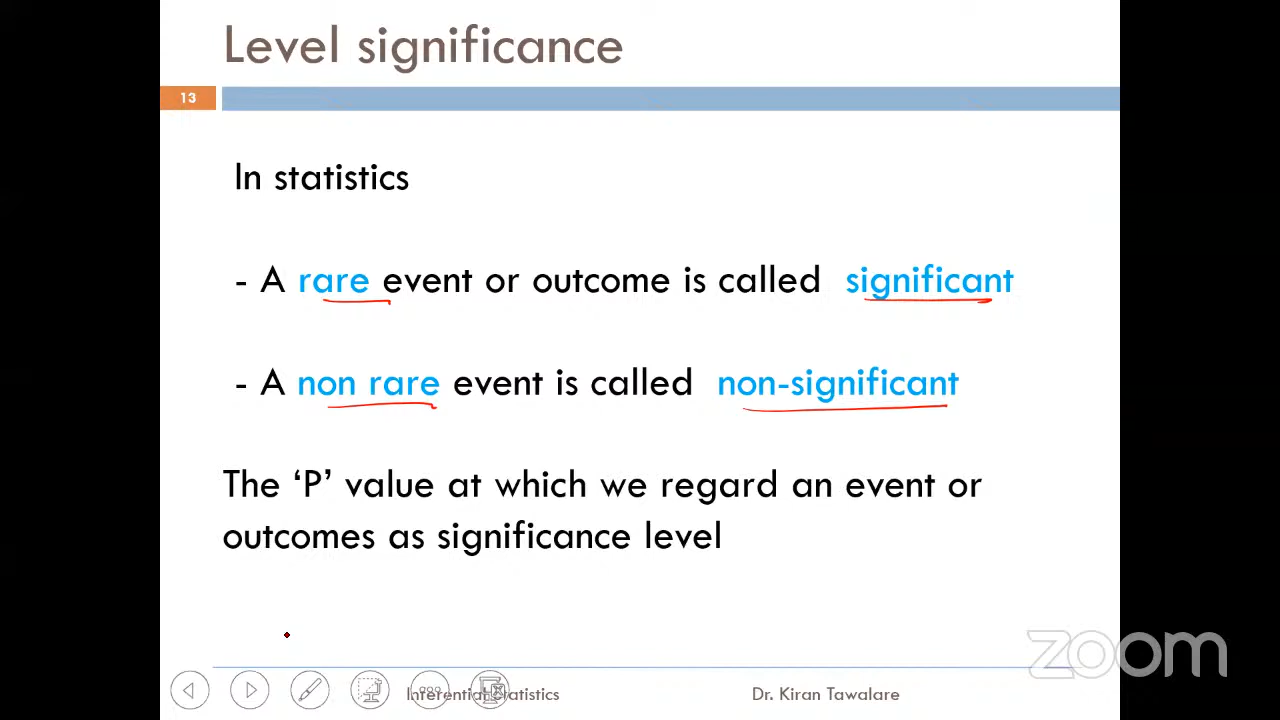 Level significance
13
In statistics
- A rare event or outcome is called significant
- A non rare event is called non-significant
The ‘P’ value at which we regard an event or
outcomes as significance level
zoom
Statistics
Dr. Kiran Tawalare